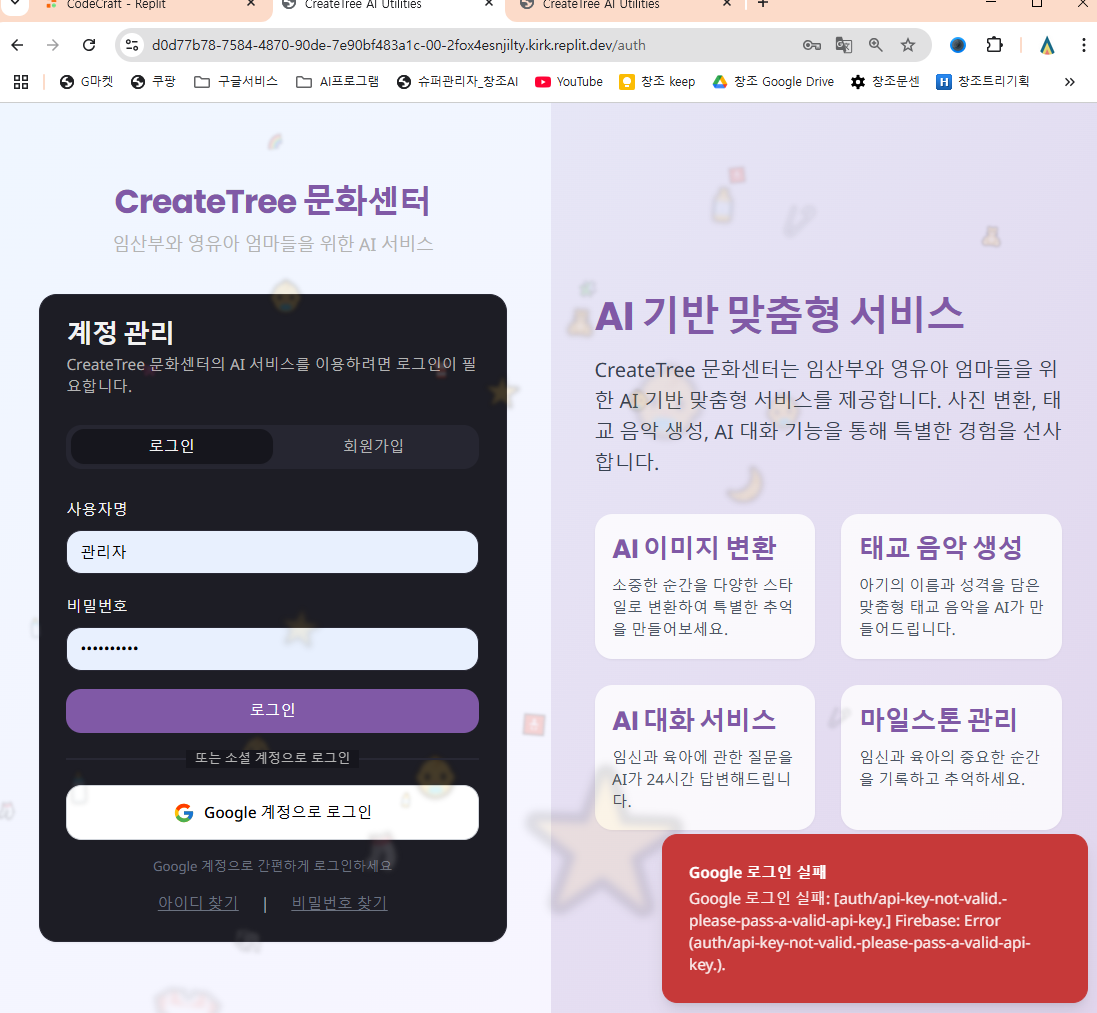 CodeCraft - Replit
CreateTree AI Utilities
CreateTree AI Utilities
d0d77b78-7584-4870-90de-7e90bf483a1c-00-2fox4esnjilty.kirk.replit.dev/auth
G마켓
쿠팡
구글서비스
AI프로그램
슈퍼관리자_창조AI
YouTube
창조 keep
창조 Google Drive
창조문센
창조트리기획
CreateTree 문화센터
임산부와 영유아 엄마들을 위한 AI 서비스
계정 관리
CreateTree 문화센터의 AI 서비스를 이용하려면 로그인이 필
요합니다.
로그인
회원가입
사용자명
관리자
비밀번호
••••••••••
로그인
또는 소셜 계정으로 로그인
Google 계정으로 로그인
Google 계정으로 간편하게 로그인하세요
아이디 찾기 | 비밀번호 찾기
AI 기반 맞춤형 서비스
CreateTree 문화센터는 임산부와 영유아 엄마들을 위
한 AI 기반 맞춤형 서비스를 제공합니다. 사진 변환, 태
교 음악 생성, AI 대화 기능을 통해 특별한 경험을 선사
합니다.
AI 이미지 변환
소중한 순간을 다양한 스타
일로 변환하여 특별한 추억
을 만들어보세요.
태교 음악 생성
아기의 이름과 성격을 담은
맞춤형 태교 음악을 AI가 만
들어드립니다.
AI 대화 서비스
임신과 육아에 관한 질문을
AI가 24시간 답변해드립니
다.
마일스톤 관리
임신과 육아의 중요한 순간
을 기록하고 추억하세요.
Google 로그인 실패
Google 로그인 실패: [auth/api-key-not-valid.-
please-pass-a-valid-api-key.] Firebase: Error
(auth/api-key-not-valid.-please-pass-a-valid-api-
key.).